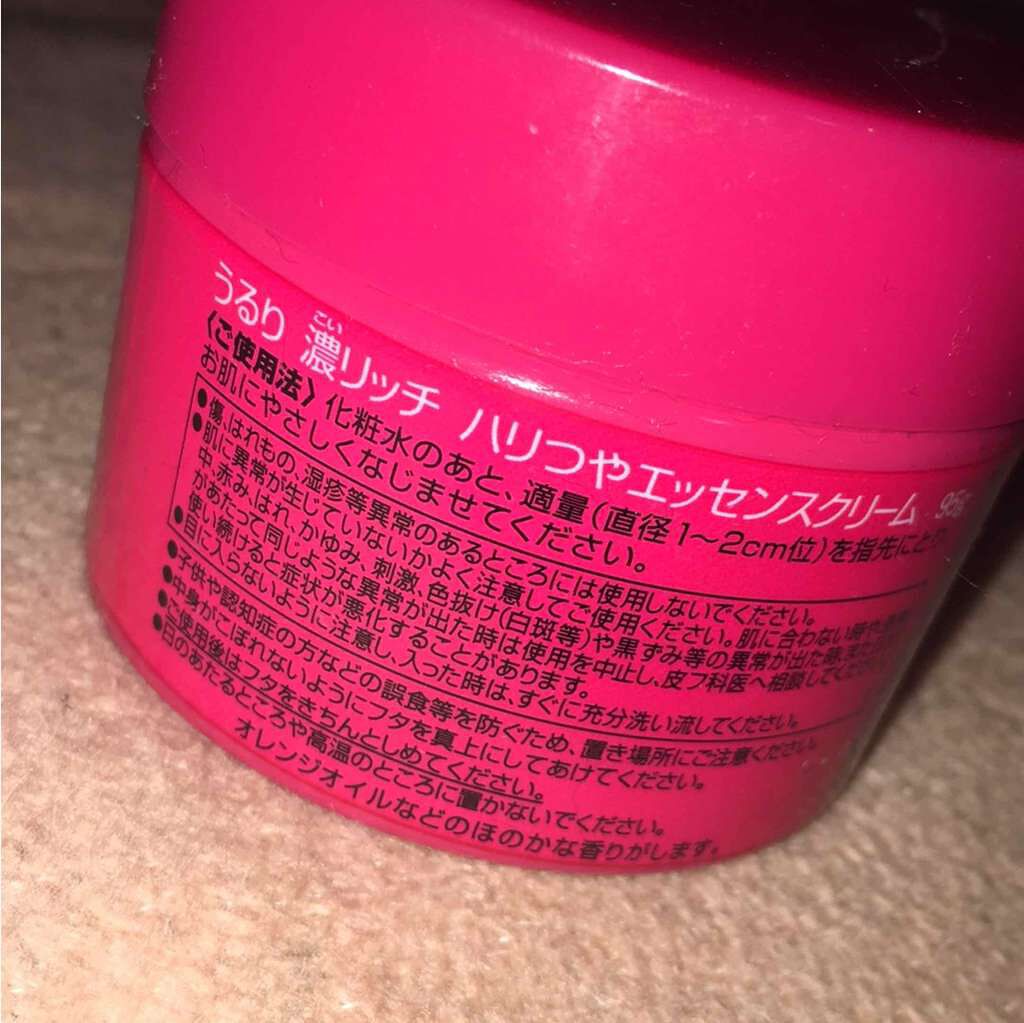 うるり 濃こいリッチ ハリつやエッセンスクリーム 95g
〈ご使用法〉化粧水のあと、適量(直径1〜2cm位)を指先にとり
お肌にやさしくなじませてください。
●傷、はれもの、湿疹等異常のあるところには使用しないでください。
●肌に異常が生じていないかよく注意してご使用ください。肌に合わない時や
中、赤み、はれ、かゆみ、刺激、色抜け(白斑等)や黒ずみ等の異常が出た時、
があたって同じような異常が出た時は使用を中止し、皮フ科医へ相談してください
使い続けると症状が悪化することがあります。
●目に入らないように注意し、入った時は、すぐに充分洗い流してください。
●子供や認知症の方などの誤食等を防ぐため、置き場所にご注意ください。
●中身がこぼれないようにフタを真上にしてあけてください。
●ご使用後はフタをきちんとしめてください。
●日のあたるところや高温のところに置かないでください。
オレンジオイルなどのほのかな香りがします。